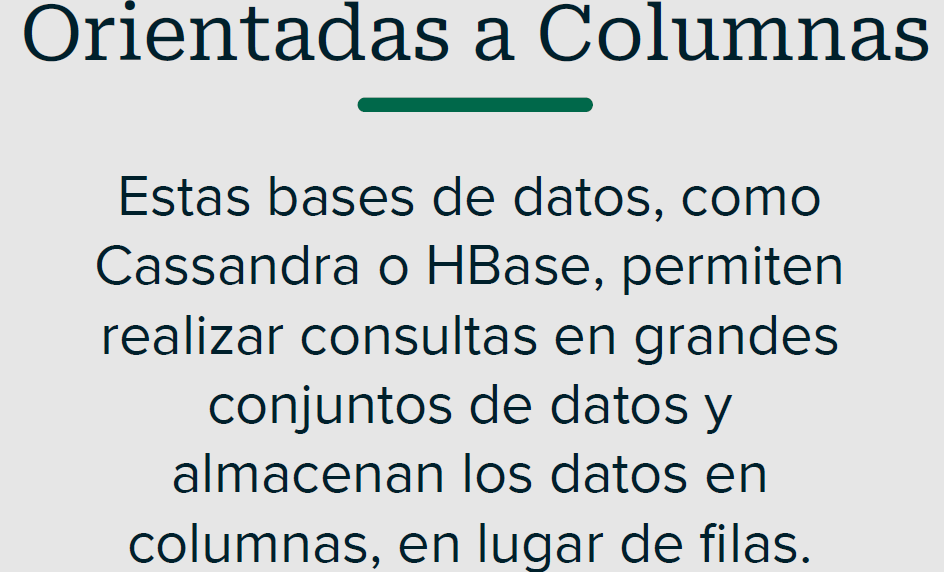 Orientadas a Columnas
Estas bases de datos, como
Cassandra o HBase, permiten
realizar consultas en grandes
conjuntos de datos y
almacenan los datos en
columnas, en lugar de filas.